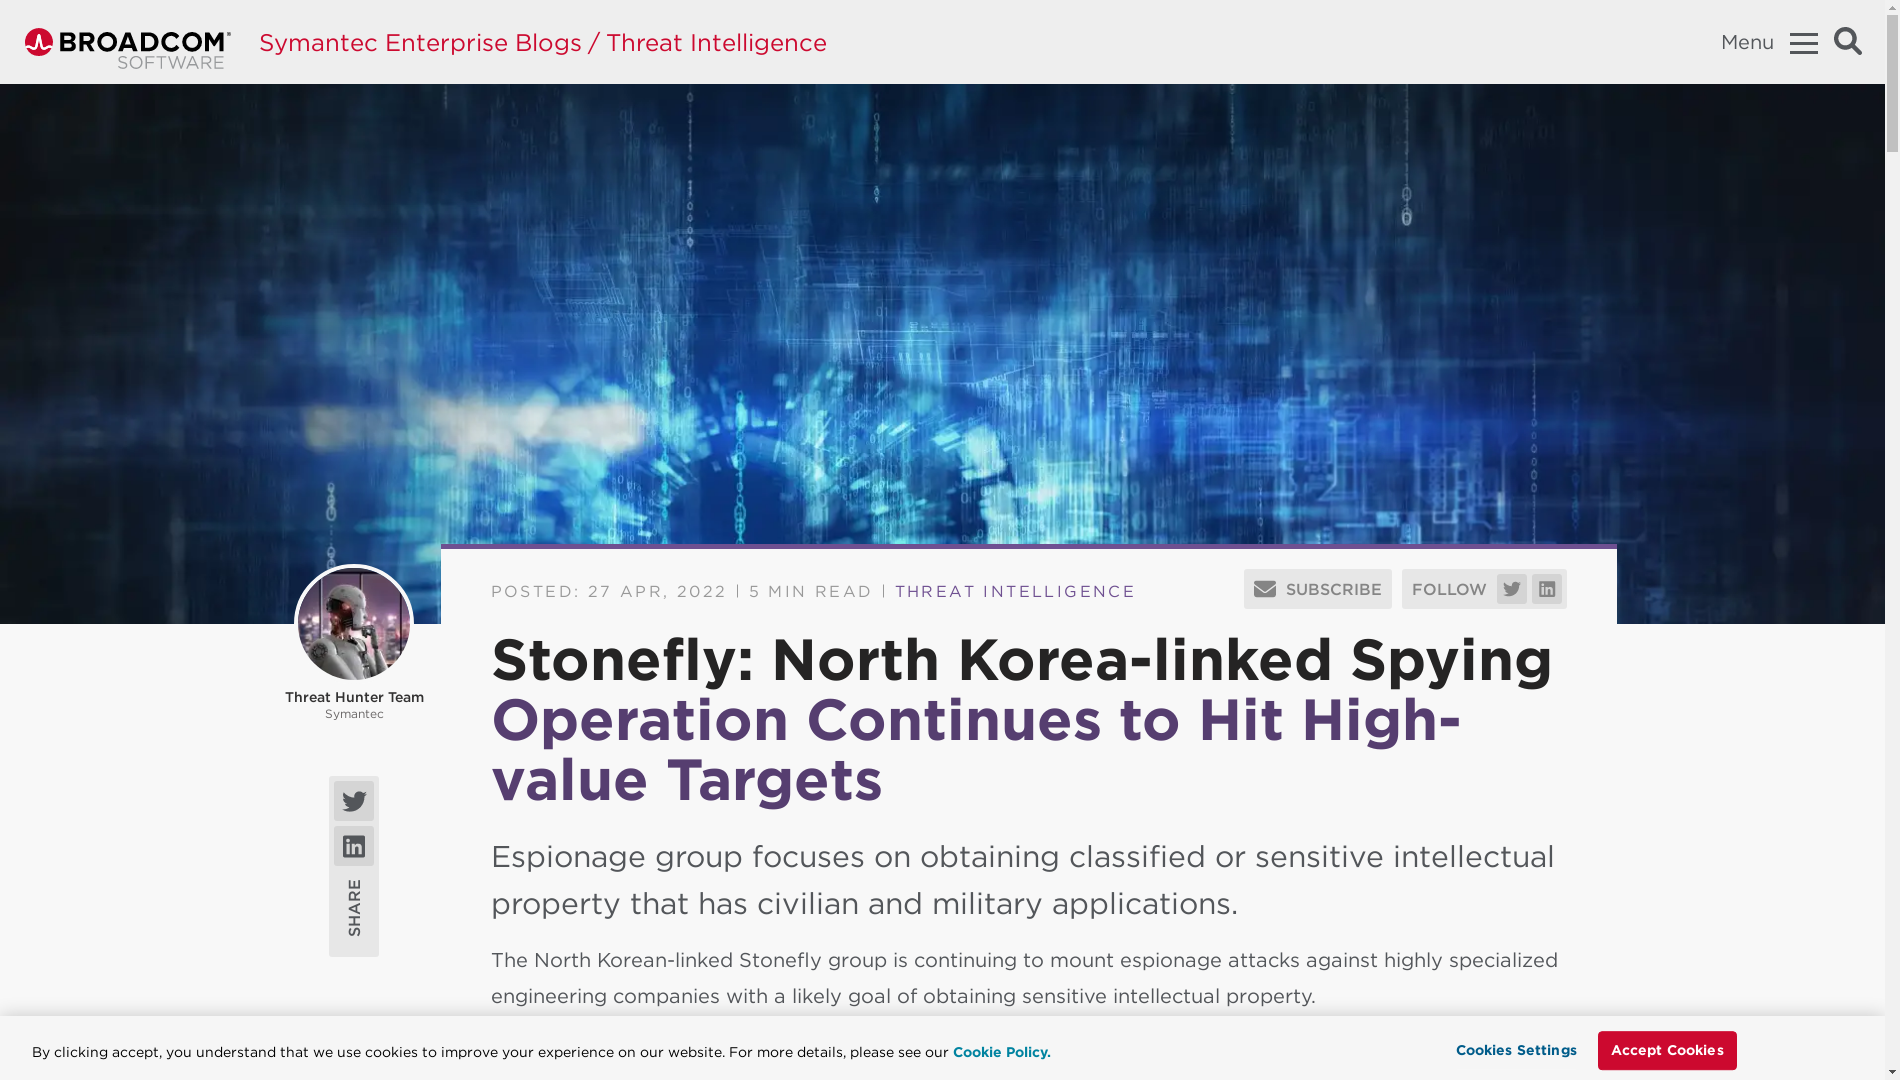 BROADCOM
SOFTWARE
Symantec Enterprise Blogs / Threat Intelligence
Menu
POSTED: 27 APR, 2022 | 5 MIN READ | THREAT INTELLIGENCE
SUBSCRIBE
FOLLOW
Stonefly: North Korea-linked Spying
Operation Continues to Hit High-
value Targets
Threat Hunter Team
Symantec
SHARE
Espionage group focuses on obtaining classified or sensitive intellectual
property that has civilian and military applications.
The North Korean-linked Stonefly group is continuing to mount espionage attacks against highly specialized
engineering companies with a likely goal of obtaining sensitive intellectual property.
By clicking accept, you understand that we use cookies to improve your experience on our website. For more details, please see our Cookie Policy.
Cookies Settings
Accept Cookies